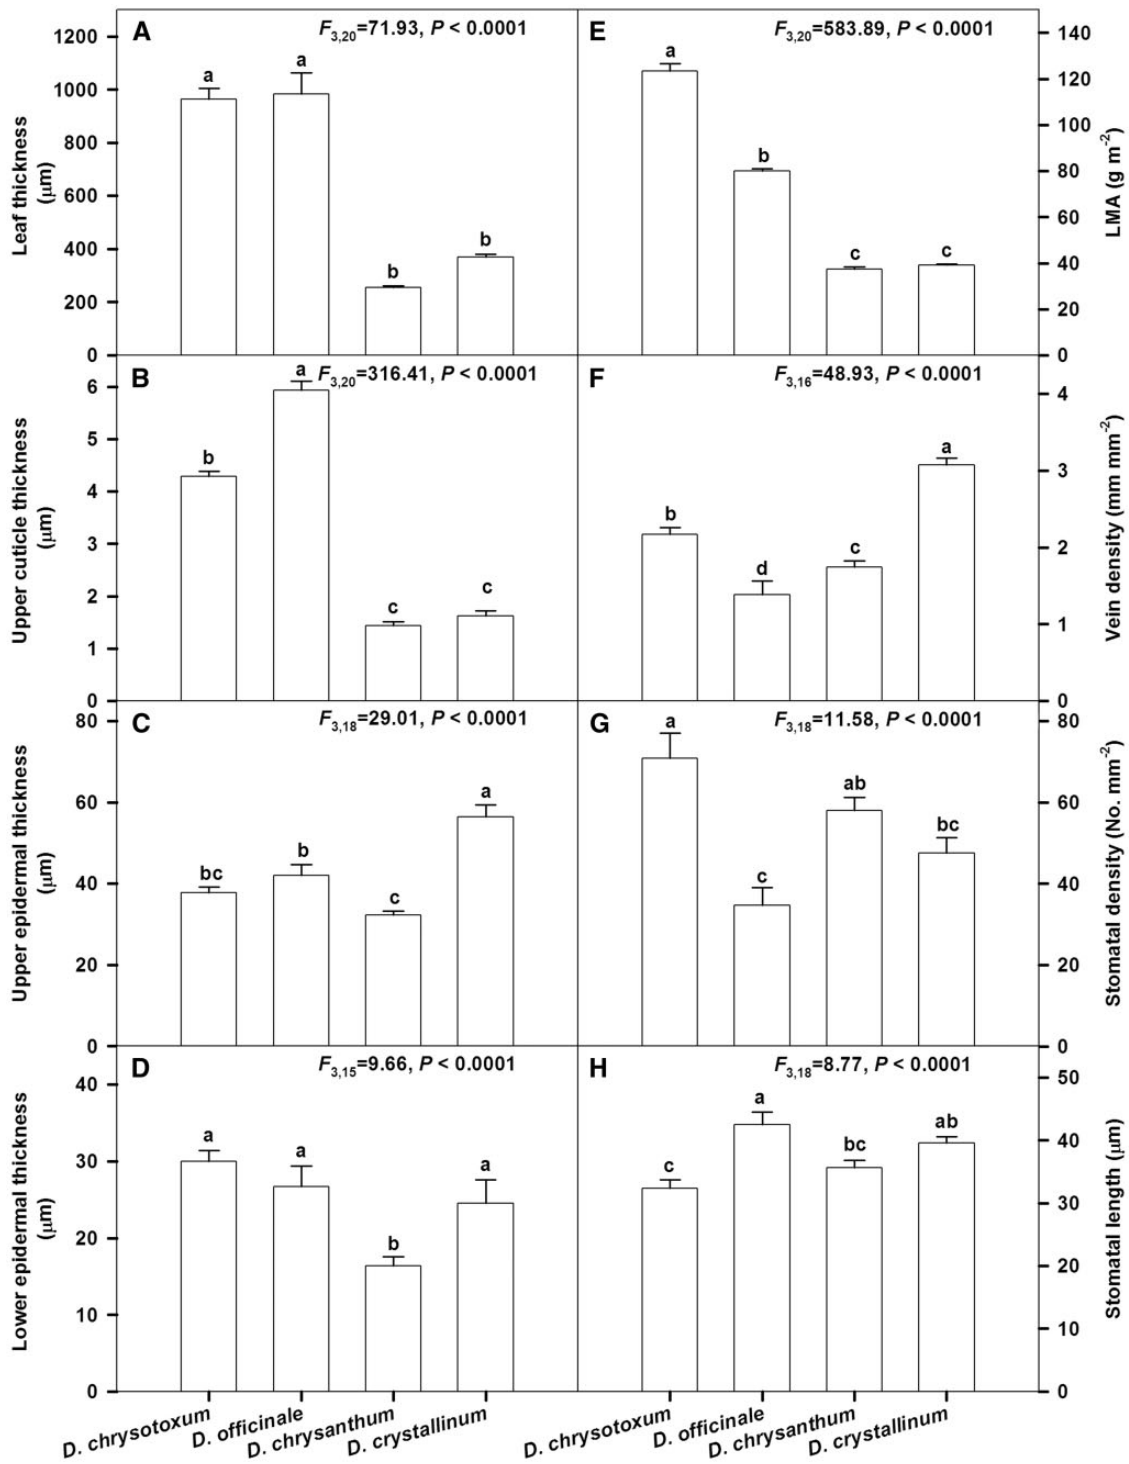 A
F3,20=71.93, P < 0.0001
1200
1000
800
600
400
200
0
Leaf thickness
(µm)
a
a
b
b
E
F3,20=583.89, P < 0.0001
140
120
100
80
60
40
20
0
LMA (g m-2)
a
b
c
c
B
F3,20=316.41, P < 0.0001
6
5
4
3
2
1
0
Upper cuticle thickness
(µm)
b
a
c
c
F
F3,16=48.93, P < 0.0001
4
3
2
1
0
Vein density (mm mm-2)
b
d
c
a
C
F3,18=29.01, P < 0.0001
80
60
40
20
0
Upper epidermal thickness
(µm)
bc
b
c
a
G
F3,18=11.58, P < 0.0001
80
60
40
20
0
Stomatal density (No. mm-2)
a
c
ab
bc
D
F3,15=9.66, P < 0.0001
40
30
20
10
0
Lower epidermal thickness
(µm)
a
a
b
a
H
F3,18=8.77, P < 0.0001
50
40
30
20
10
0
Stomatal length (µm)
c
a
bc
ab
D. chrysotoxum
D. officinale
D. chrysanthum
D. crystallinum
D. chrysotoxum
D. officinale
D. chrysanthum
D. crystallinum